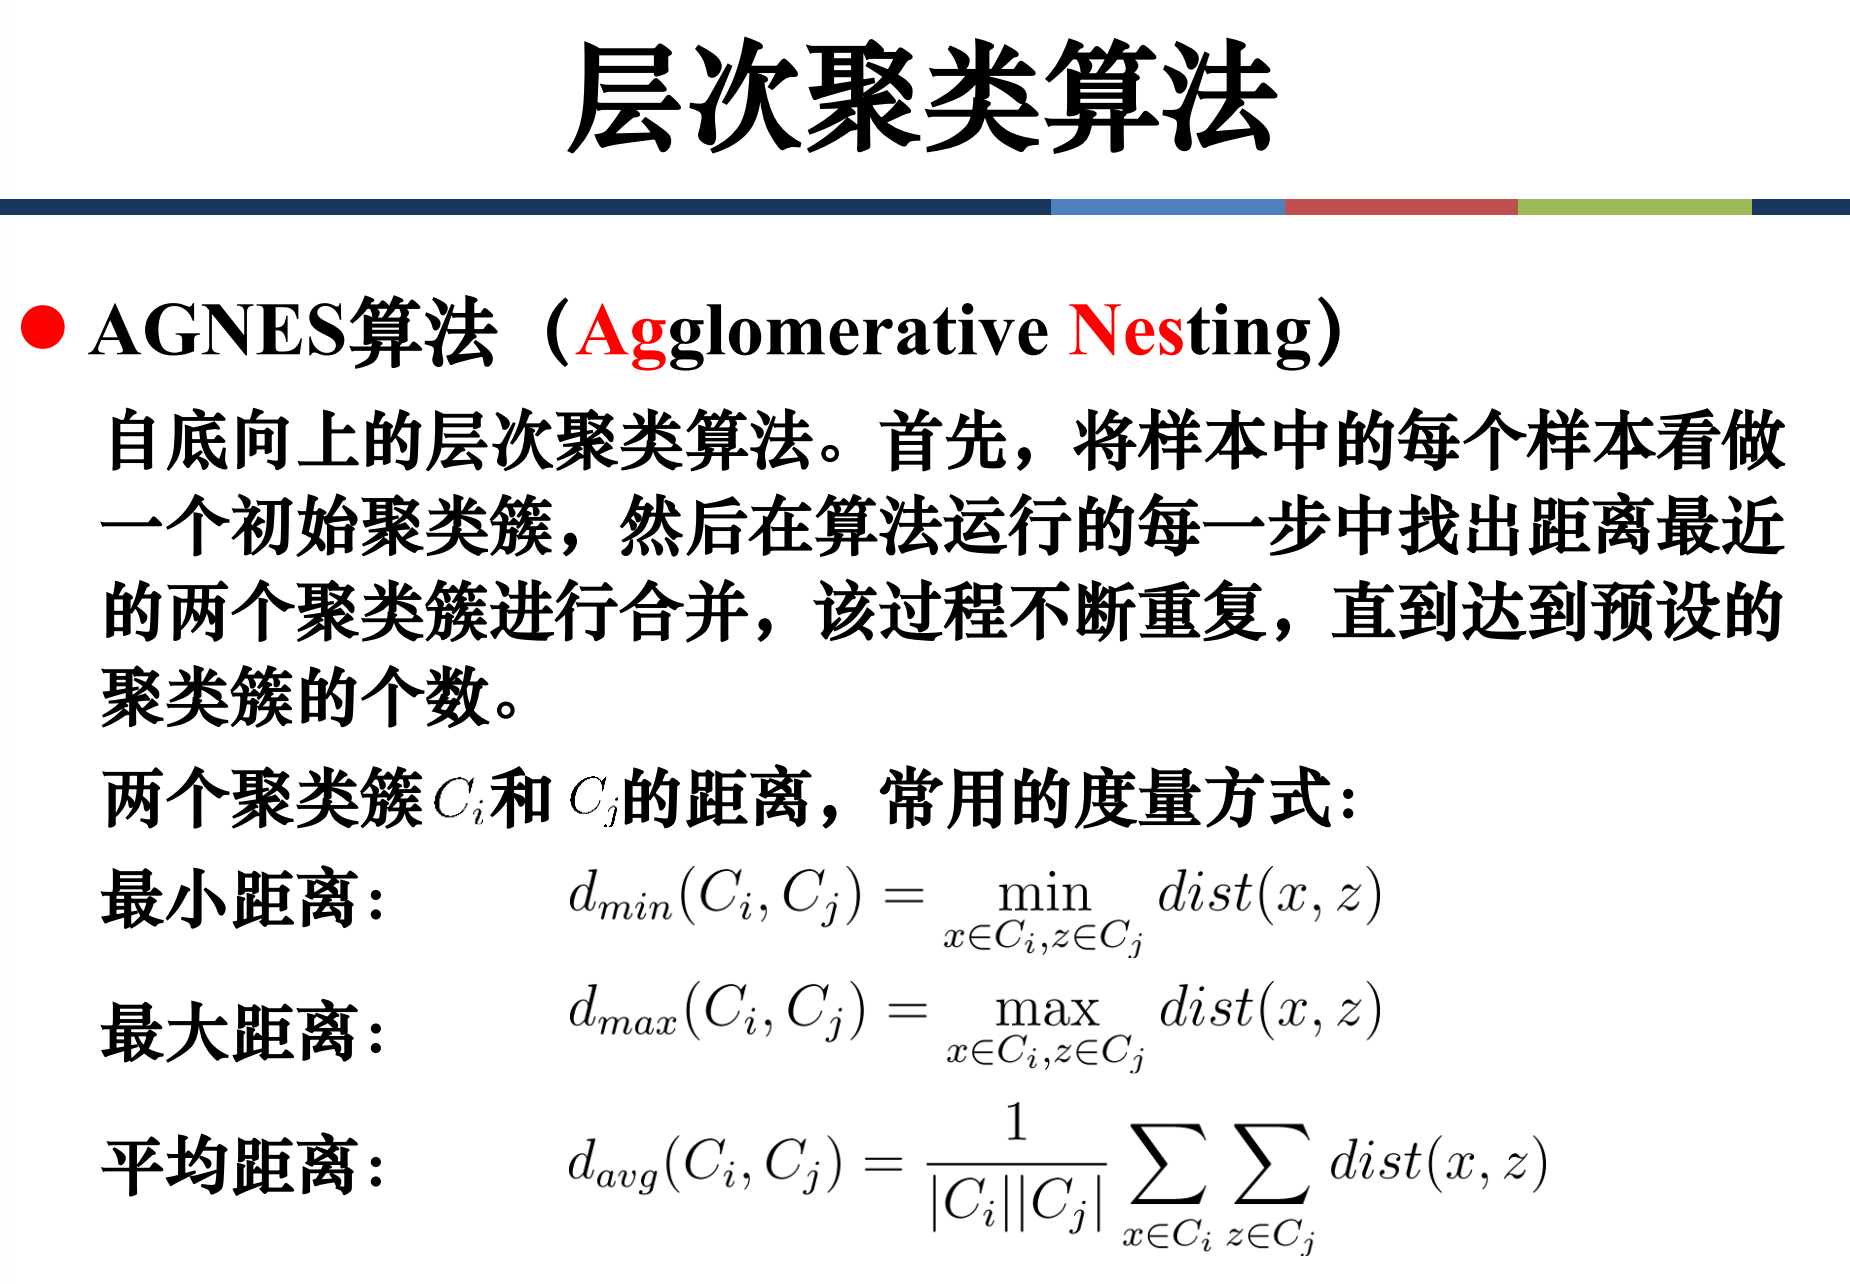 层次聚类算法
AGNES算法（Agglomerative Nesting）
自底向上的层次聚类算法。首先，将样本中的每个样本看做
一个初始聚类簇，然后在算法运行的每一步中找出距离最近
的两个聚类簇进行合并，该过程不断重复，直到达到预设的
聚类簇的个数。
两个聚类簇 $C_i$ 和 $C_j$ 的距离，常用的度量方式：
最小距离： $d_{min}(C_i, C_j) = \min_{x \in C_i, z \in C_j} dist(x, z)$
最大距离： $d_{max}(C_i, C_j) = \max_{x \in C_i, z \in C_j} dist(x, z)$
平均距离： $d_{avg}(C_i, C_j) = \frac{1}{|C_i||C_j|} \sum_{x \in C_i} \sum_{z \in C_j} dist(x, z)$